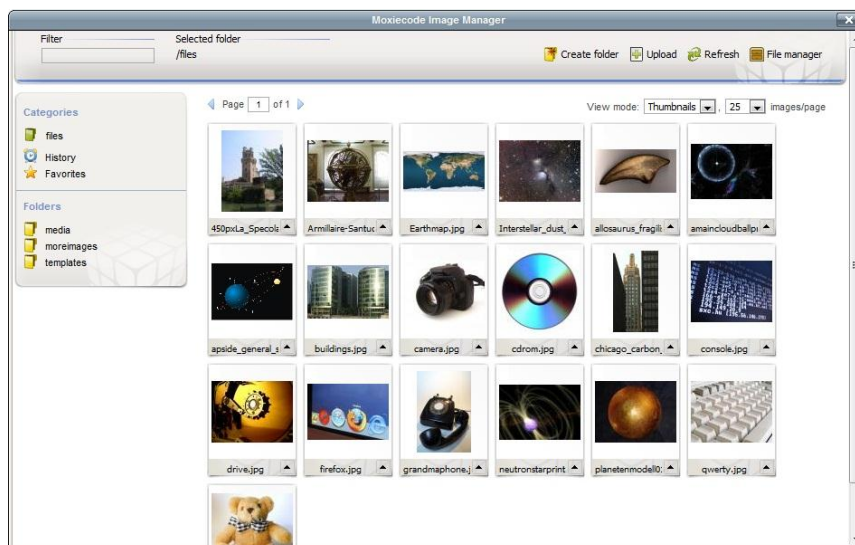 Moxiecode Image Manager
Filter
Selected folder
/files
Create folder Upload Refresh File manager
Categories
files
History
Favorites
Folders
media
moreimages
templates
Page 1 of 1
View mode: Thumbnails , 25 images/page
450pxLa_Specola Armillaire-Santuc Earthmap.jpg Interstellar_dust_ allosaurus_fragili amaincloudballpr
apside_general_s buildings.jpg camera.jpg cdrom.jpg chicago_carbon_ console.jpg
drive.jpg firefox.jpg grandmaphone.j neutronstarprint planetenmodell0 qwerty.jpg